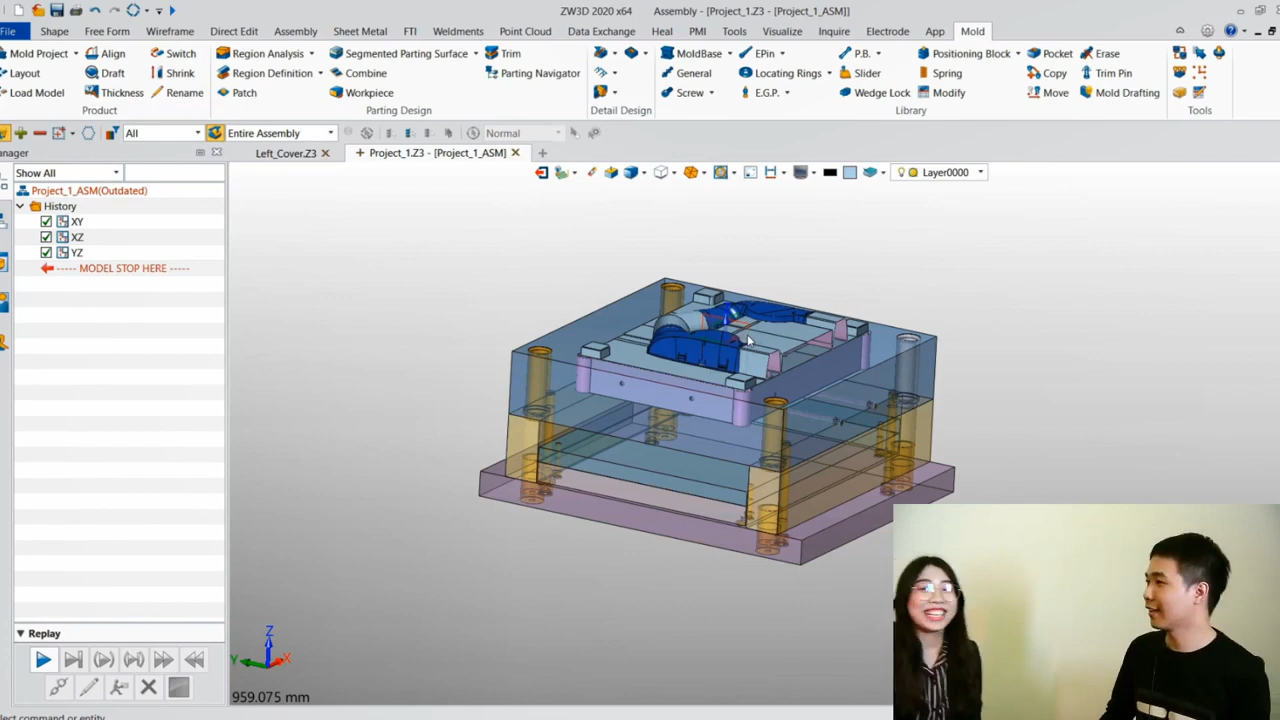 ZW3D 2020 x64 Assembly - [Project_1.Z3 - [Project_1_ASM]]
File Shape Free Form Wireframe Direct Edit Assembly Sheet Metal FTI Weldments Point Cloud Data Exchange Heal PMI Tools Visualize Inquire Electrode App Mold
Mold Project Align Switch Region Analysis Segmented Parting Surface Trim MoldBase EPin P.B. Positioning Block Pocket Erase
Layout Draft Shrink Region Definition Combine Parting Navigator General Locating Rings Slider Spring Copy Trim Pin
Load Model Thickness Rename Patch Workpiece Screw E.G.P. Wedge Lock Modify Move Mold Drafting
Product Parting Design Detail Design Library Tools
All Entire Assembly Normal
anager Left_Cover.Z3 Project_1.Z3 - [Project_1_ASM]
Show All Layer0000
Project_1_ASM(Outdated)
History
XY
XZ
YZ
----- MODEL STOP HERE -----
Replay
Z
Y X
959.075 mm
elect command or entity.